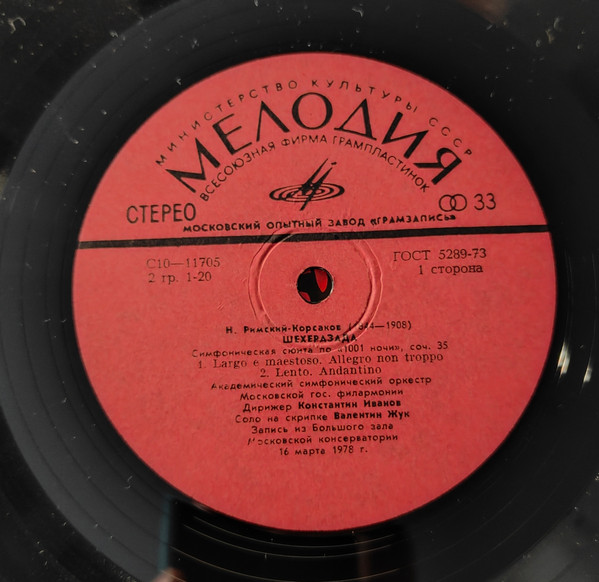 МИНИСТЕРСТВО КУЛЬТУРЫ СССР
МЕЛОДИЯ
ВСЕСОЮЗНАЯ ФИРМА ГРАМПЛАСТИНОК
СТЕРЕО
33
МОСКОВСКИЙ ОПЫТНЫЙ ЗАВОД «ГРАМЗАПИСЬ»
С10—11705
ГОСТ 5289-73
2 гр. 1-20
1 сторона
Н. Римский-Корсаков (1844—1908)
ШЕХЕРАЗАДА
Симфоническая сюита по «1001 ночи», соч. 35
1. Largo e maestoso. Allegro non troppo
2. Lento. Andantino
Академический симфонический оркестр
Московской гос. филармонии
Дирижер Константин Иванов
Соло на скрипке Валентин Жук
Запись из Большого зала
Московской консерватории
16 марта 1978 г.